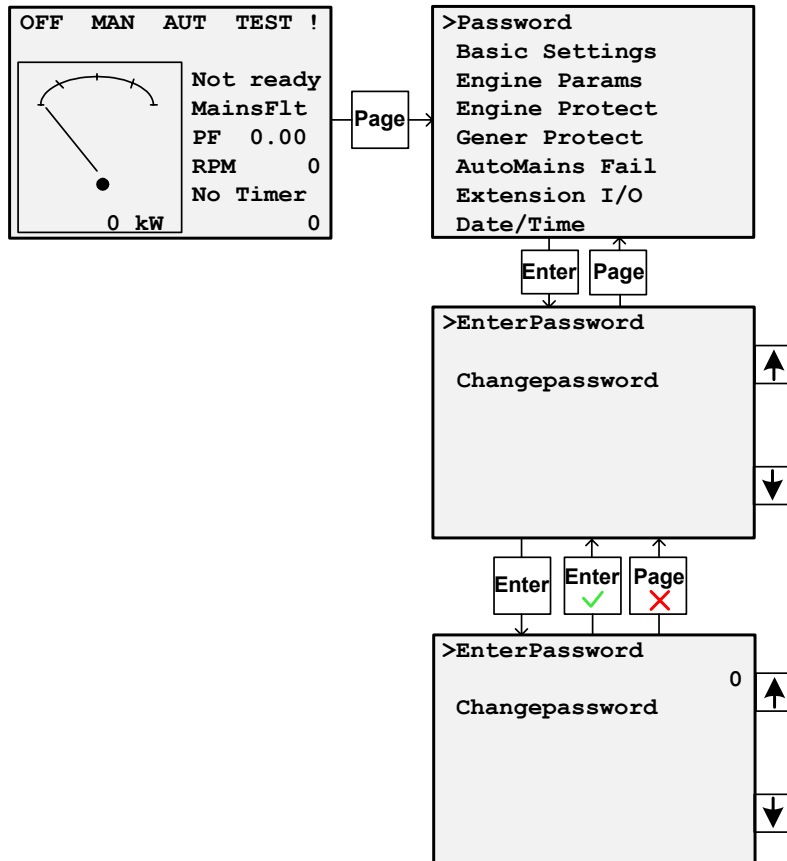 OFF MAN AUT TEST !
Not ready
MainsFlt
PF 0.00
RPM 0
No Timer
0 kW 0
Page
>Password
Basic Settings
Engine Params
Engine Protect
Gener Protect
AutoMains Fail
Extension I/O
Date/Time
Enter Page
>EnterPassword
Changepassword
Enter Enter Page
>EnterPassword
0
Changepassword